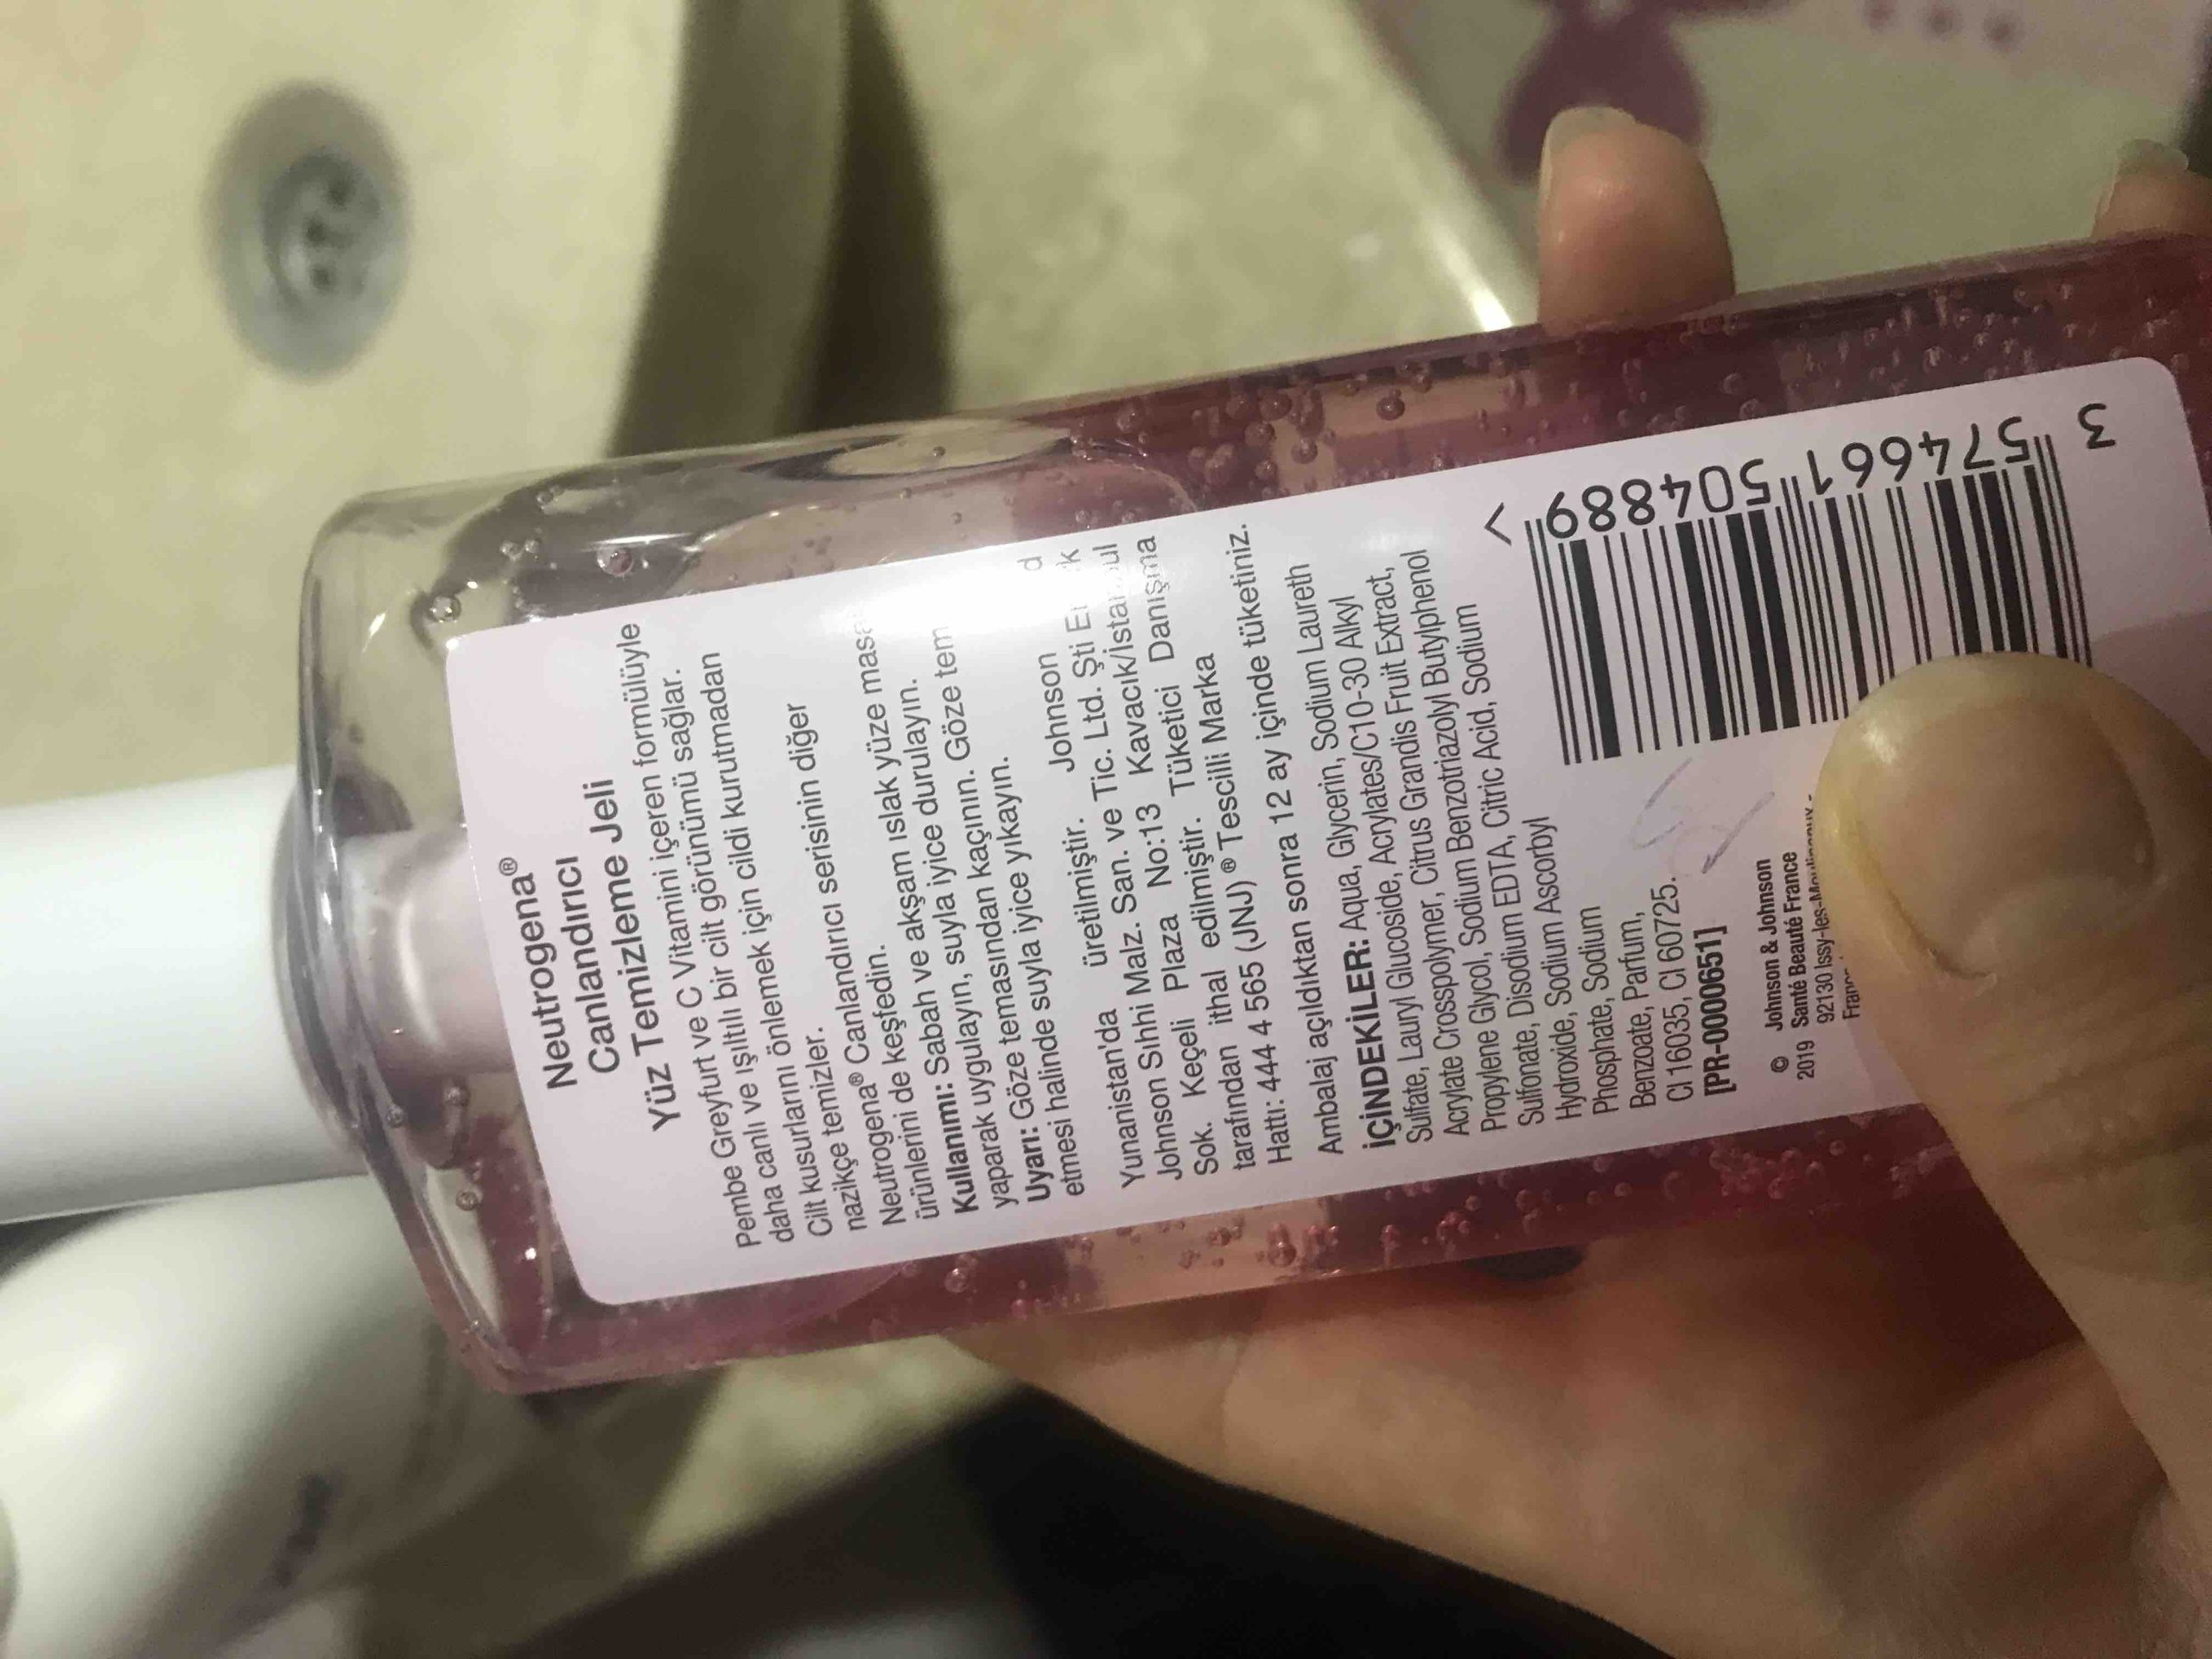 Neutrogena®
Canlandırıcı
Yüz Temizleme Jeli
Pembe Greyfurt ve C Vitamini içeren formülüyle
daha canlı ve ışıltılı bir cilt görünümü sağlar.
Cilt kusurlarını önlemek için cildi kurutmadan
nazikçe temizler.
Neutrogena® Canlandırıcı serisinin diğer
ürünlerini de keşfedin.
Kullanımı: Sabah ve akşam ıslak yüze
yaparak uygulayın, suyla iyice durulayın.
Uyarı: Göze temasından kaçının. Göze
etmesi halinde suyla iyice yıkayın.
Yunanistan'da üretilmiştir. Johnson
Johnson Sıhhi Malz. San. ve Tic. Ltd. Şti
Sok. Keçeli Plaza No:13 Kavacık/İstanbul
tarafından ithal edilmiştir. Tüketici Danışma
Hattı: 444 4 565 (JNJ) ® Tescilli Marka
Ambalaj açıldıktan sonra 12 ay içinde tüketiniz.
İÇİNDEKİLER: Aqua, Glycerin, Sodium Laureth
Sulfate, Lauryl Glucoside, Acrylates/C10-30 Alkyl
Acrylate Crosspolymer, Citrus Grandis Fruit Extract,
Propylene Glycol, Sodium Benzotriazolyl Butylphenol
Sulfonate, Disodium EDTA, Citric Acid, Sodium
Hydroxide, Sodium Ascorbyl
Phosphate, Sodium
Benzoate, Parfum,
CI 16035, CI 60725.
[PR-0000651]
© Johnson & Johnson
2019 Santé Beauté France
92130 Issy-les-Moulineaux -
3 574661 504889 >